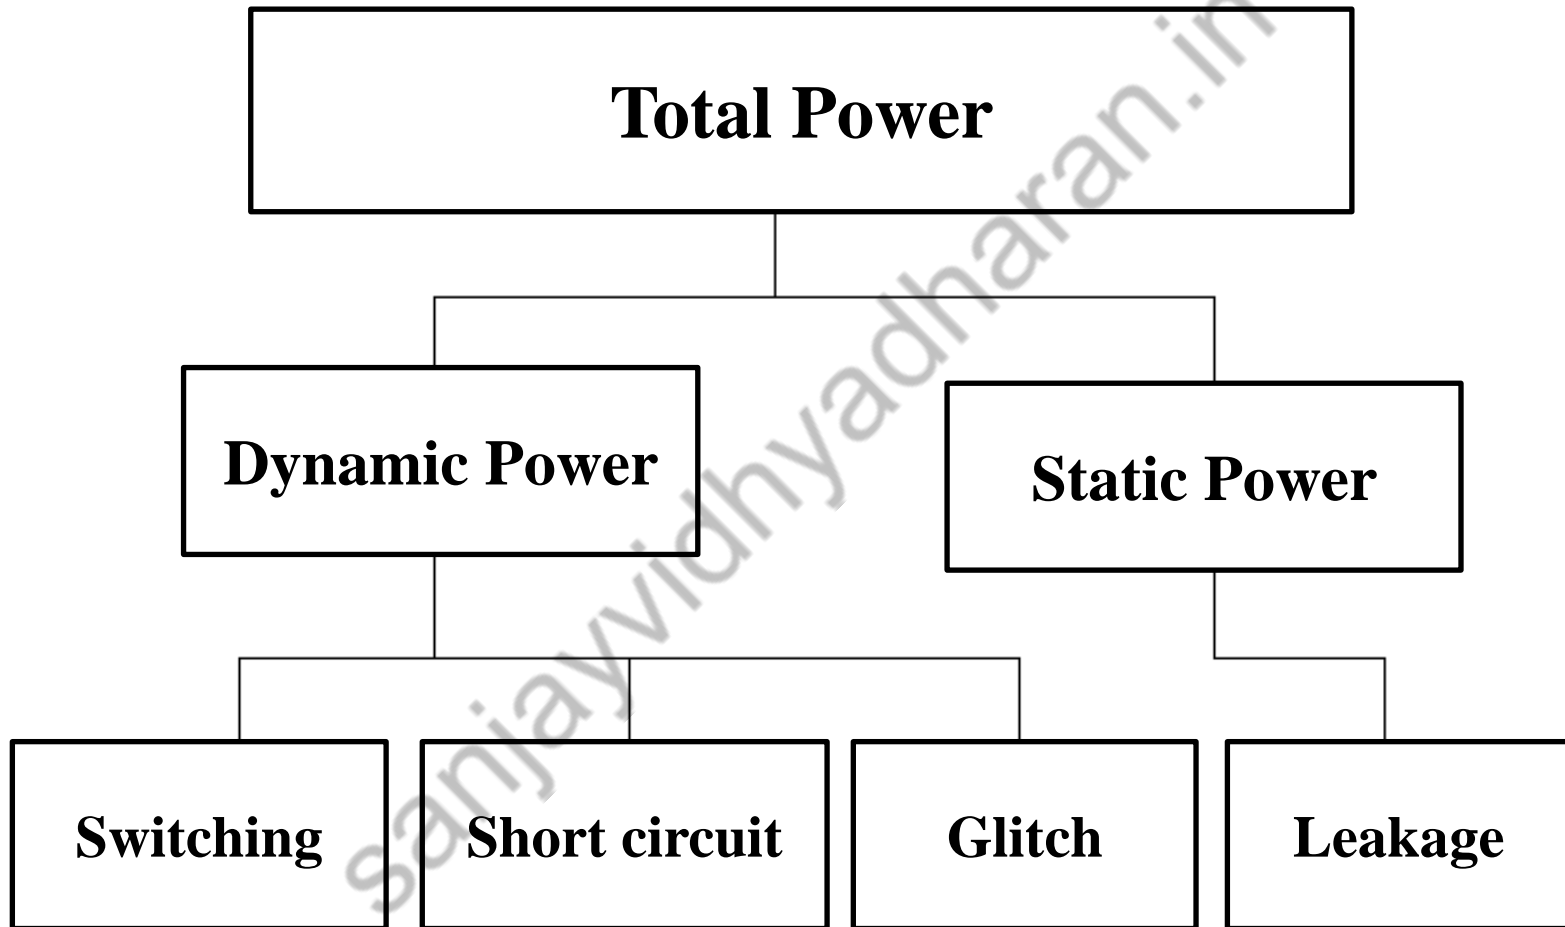 Total Power
Dynamic Power
Static Power
Switching
Short circuit
Glitch
Leakage
sanjayvidhyadharan.in